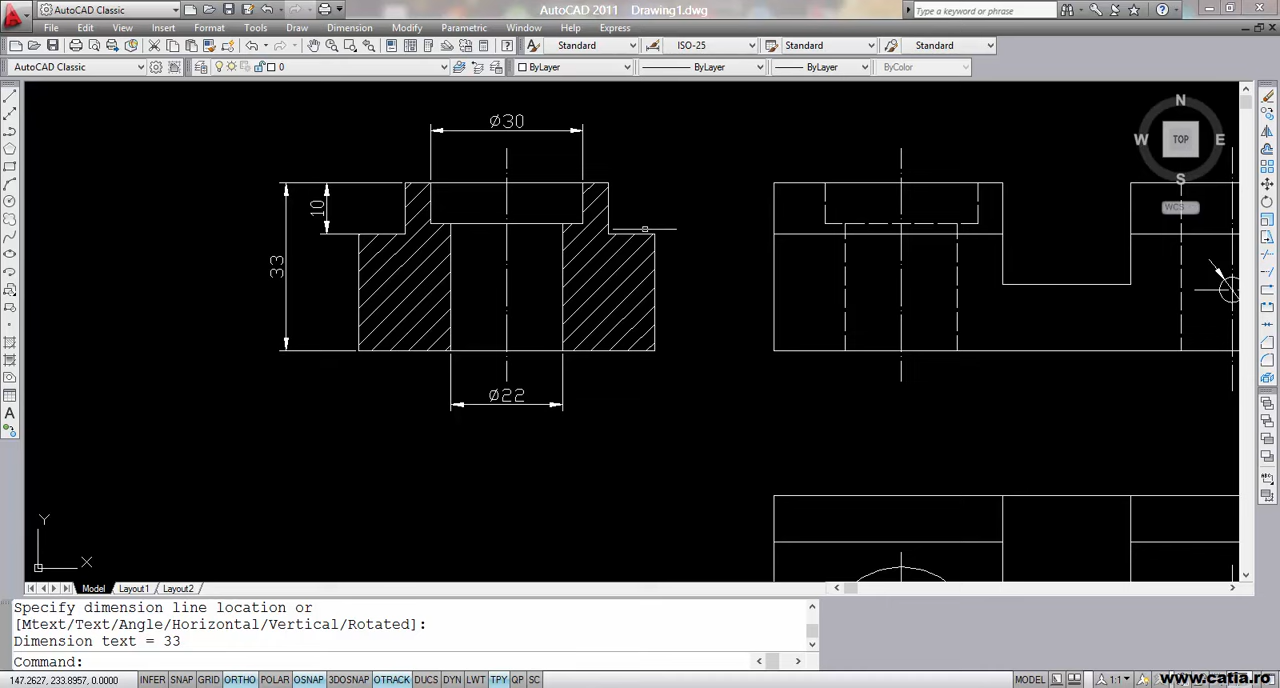 AutoCAD Classic
AutoCAD 2011 Drawing1.dwg
Type a keyword or phrase
File Edit View Insert Format Tools Draw Dimension Modify Parametric Window Help Express
Standard ISO-25 Standard Standard
AutoCAD Classic 0 ByLayer ByLayer ByLayer ByColor
N
W TOP E
S
WCS
Ø30
10
33
Ø22
Y
X
Model Layout1 Layout2
Specify dimension line location or
[Mtext/Text/Angle/Horizontal/Vertical/Rotated]:
Dimension text = 33
Command:
147.2627, 233.8957, 0.0000 INFER SNAP GRID ORTHO POLAR OSNAP 3DOSNAP OTRACK DUCS DYN LWT TPY QP SC MODEL 1:1
www.catia.ro